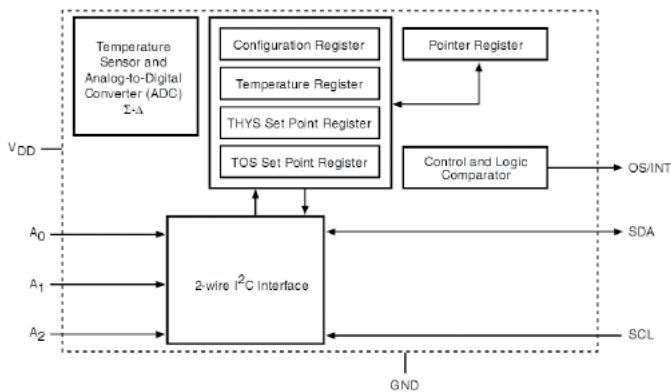 Temperature
Sensor and
Analog-to-Digital
Converter (ADC)
Σ-Δ
Configuration Register
Temperature Register
THYS Set Point Register
TOS Set Point Register
Pointer Register
Control and Logic
Comparator
VDD
OS/INT
A0
A1
A2
2-wire I²C Interface
SDA
SCL
GND